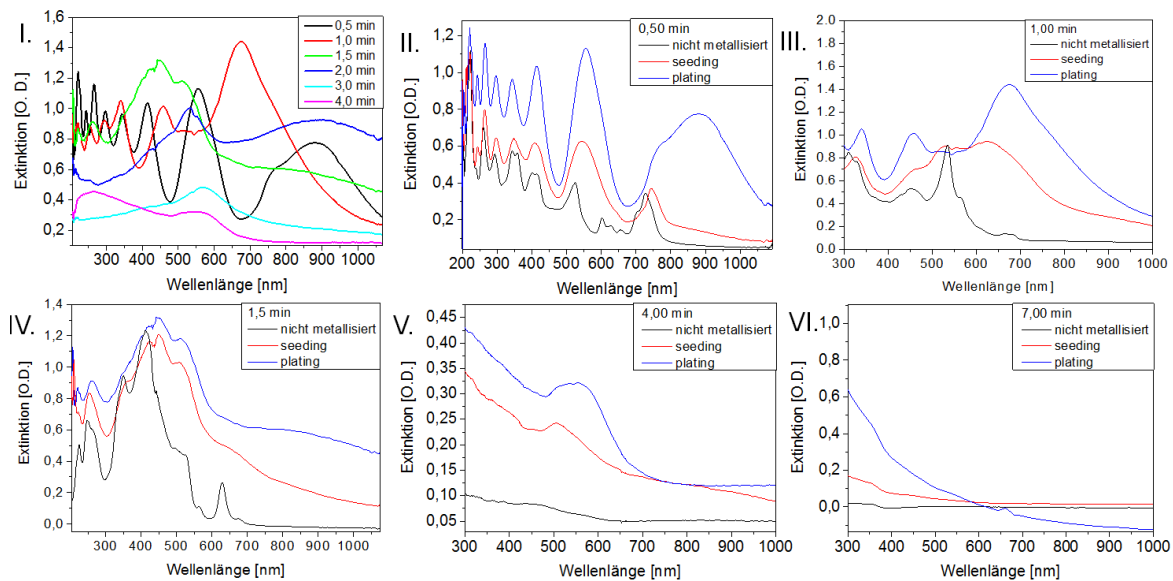 I.
1,6
1,4
1,2
1,0
0,8
0,6
0,4
0,2
Extinktion [O. D.]
0,5 min
1,0 min
1,5 min
2,0 min
3,0 min
4,0 min
300 400 500 600 700 800 900 1000
Wellenlänge [nm]
II.
1,2
1,0
0,8
0,6
0,4
0,2
Extinktion [O.D.]
0,50 min
nicht metallisiert
seeding
plating
200 300 400 500 600 700 800 900 1000
Wellenlänge [nm]
III.
2.0
1.8
1.6
1.4
1.2
1.0
0.8
0.6
0.4
0.2
0.0
Extinktion [O.D.]
1,00 min
nicht metallisiert
seeding
plating
300 400 500 600 700 800 900 1000
Wellenlänge [nm]
IV.
1,4
1,2
1,0
0,8
0,6
0,4
0,2
0,0
Extinktion [O.D.]
1,5 min
nicht metallisiert
seeding
plating
200 300 400 500 600 700 800 900 1000
Wellenlänge [nm]
V.
0,45
0,40
0,35
0,30
0,25
0,20
0,15
0,10
0,05
Extinktion [O.D.]
4,00 min
nicht metallisiert
seeding
plating
300 400 500 600 700 800 900 1000
Wellenlänge [nm]
VI.
1,0
0,8
0,6
0,4
0,2
0,0
Extinktion [O.D.]
7,00 min
nicht metallisiert
seeding
plating
300 400 500 600 700 800 900 1000
Wellenlänge [nm]